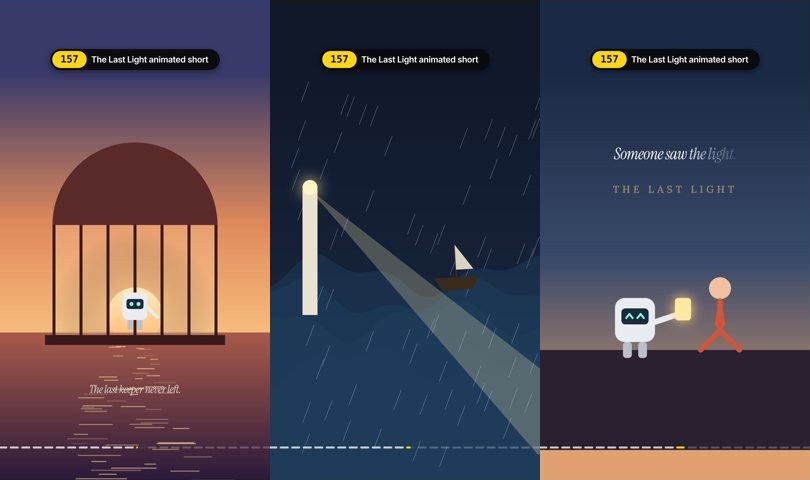 157 The Last Light animated short
The last keeper never left.
157 The Last Light animated short
157 The Last Light animated short
Someone saw the light.
THE LAST LIGHT